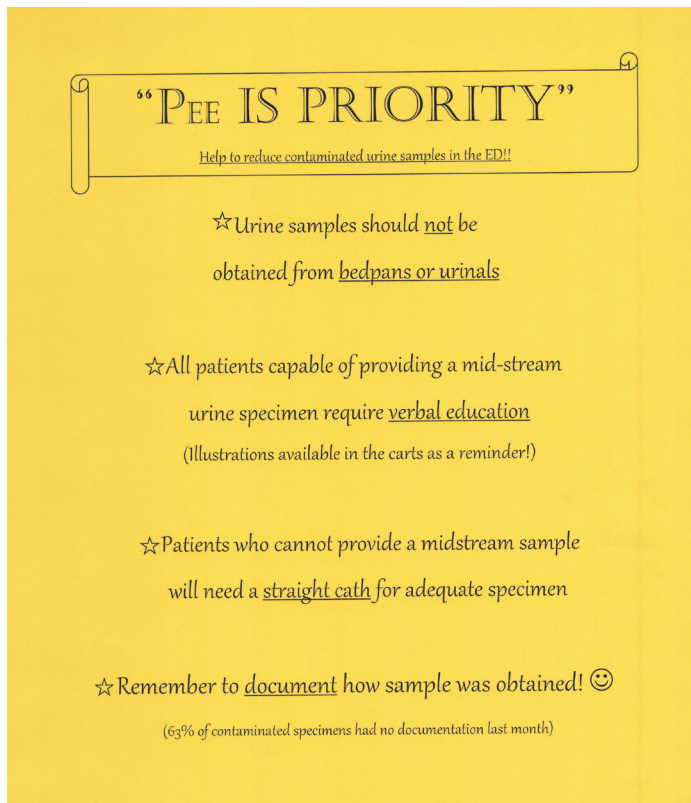 “PEE IS PRIORITY”
Help to reduce contaminated urine samples in the ED!!
☆Urine samples should not be
obtained from bedpans or urinals
☆All patients capable of providing a mid-stream
urine specimen require verbal education
(Illustrations available in the carts as a reminder!)
☆Patients who cannot provide a midstream sample
will need a straight cath for adequate specimen
☆Remember to document how sample was obtained! ☺
(63% of contaminated specimens had no documentation last month)